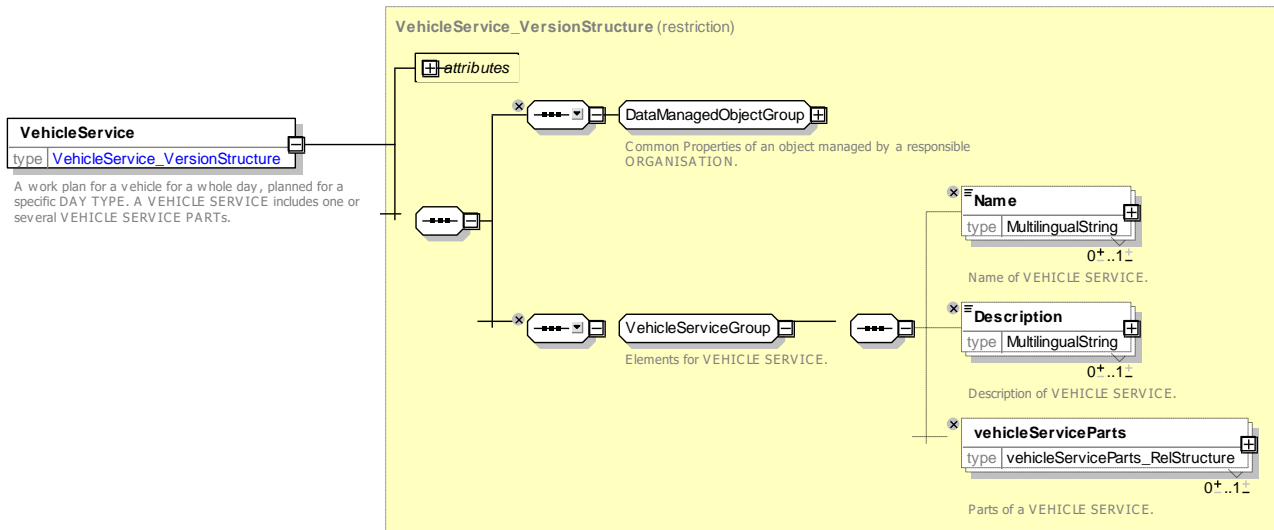 VehicleService_VersionStructure (restriction)
attributes
DataManagedObjectGroup
Common Properties of an object managed by a responsible
ORGANISATION.
VehicleService
type VehicleService_VersionStructure
A work plan for a vehicle for a whole day, planned for a
specific DAY TYPE. A VEHICLE SERVICE includes one or
several VEHICLE SERVICE PARTs.
Name
type MultilingualString
0..1
Name of VEHICLE SERVICE.
VehicleServiceGroup
Elements for VEHICLE SERVICE.
Description
type MultilingualString
0..1
Description of VEHICLE SERVICE.
vehicleServiceParts
type vehicleServiceParts_RelStructure
0..1
Parts of a VEHICLE SERVICE.